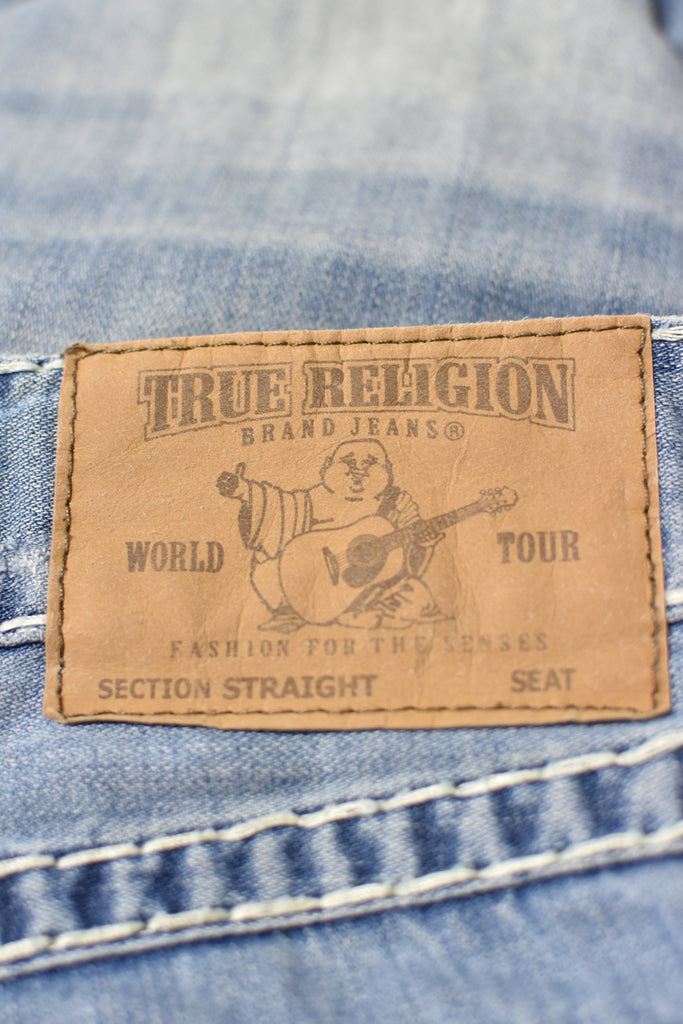 TRUE RELIGION
BRAND JEANS®
WORLD TOUR
FASHION FOR THE SENSES
SECTION STRAIGHT SEAT